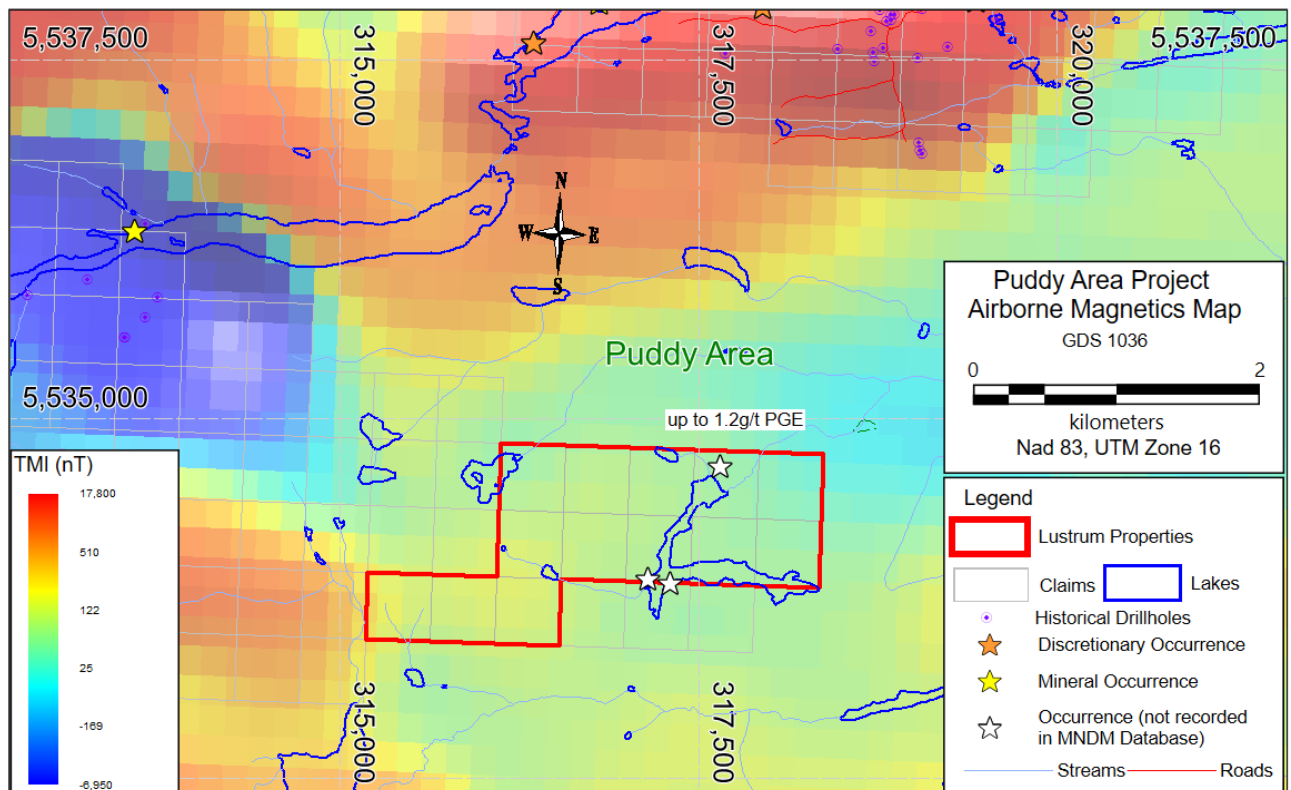 5,537,500
315,000
317,500
320,000
5,537,500
N
W E
S
Puddy Area
5,535,000
up to 1.2g/t PGE
Puddy Area Project
Airborne Magnetics Map
GDS 1036
0 2
kilometers
Nad 83, UTM Zone 16
TMI (nT)
17,800
510
122
25
-169
-6,950
315,000
317,500
Legend
Lustrum Properties
Claims Lakes
Historical Drillholes
Discretionary Occurrence
Mineral Occurrence
Occurrence (not recorded
in MNDM Database)
Streams Roads